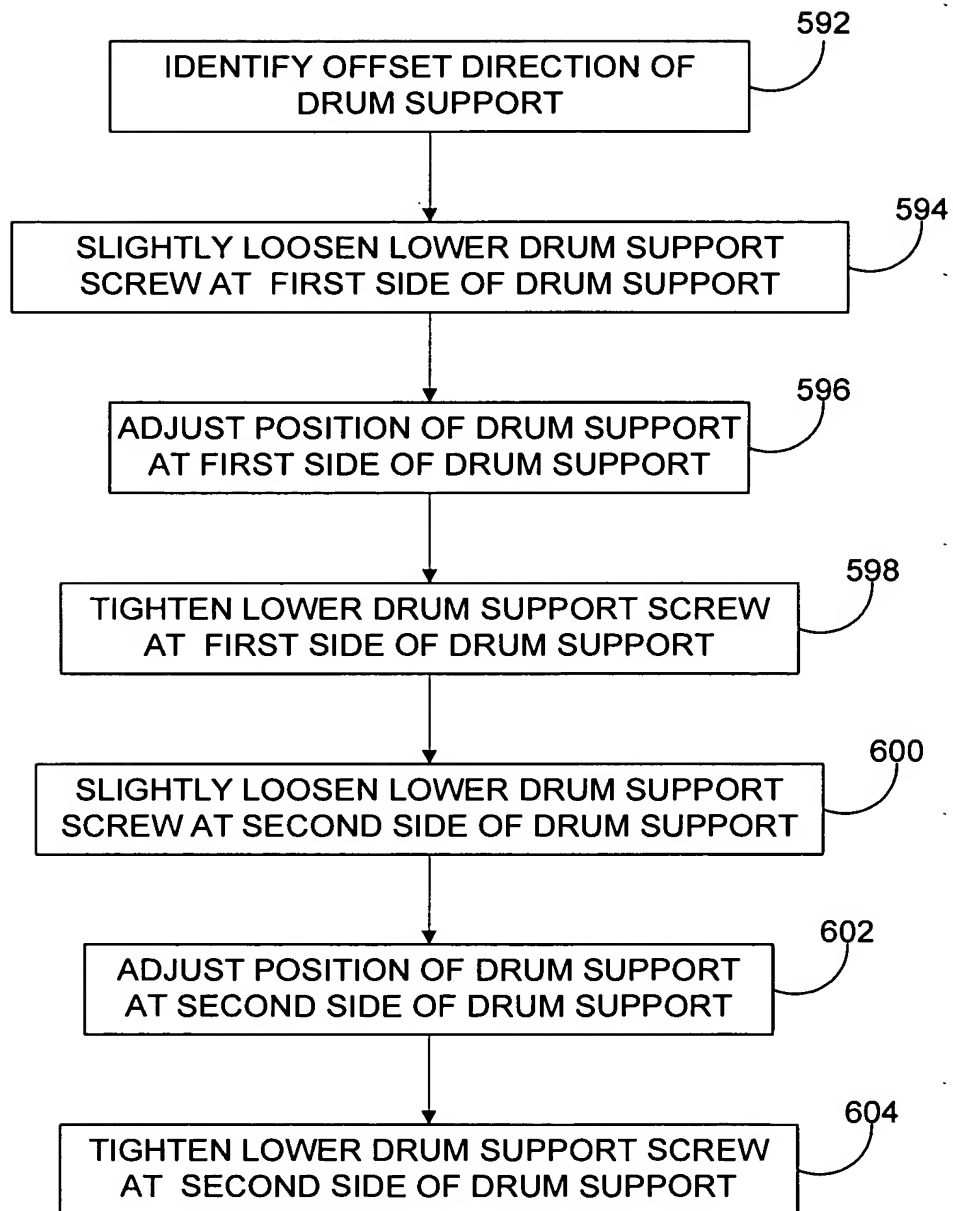 592
IDENTIFY OFFSET DIRECTION OF
DRUM SUPPORT
594
SLIGHTLY LOOSEN LOWER DRUM SUPPORT
SCREW AT FIRST SIDE OF DRUM SUPPORT
596
ADJUST POSITION OF DRUM SUPPORT
AT FIRST SIDE OF DRUM SUPPORT
598
TIGHTEN LOWER DRUM SUPPORT SCREW
AT FIRST SIDE OF DRUM SUPPORT
600
SLIGHTLY LOOSEN LOWER DRUM SUPPORT
SCREW AT SECOND SIDE OF DRUM SUPPORT
602
ADJUST POSITION OF DRUM SUPPORT
AT SECOND SIDE OF DRUM SUPPORT
604
TIGHTEN LOWER DRUM SUPPORT SCREW
AT SECOND SIDE OF DRUM SUPPORT